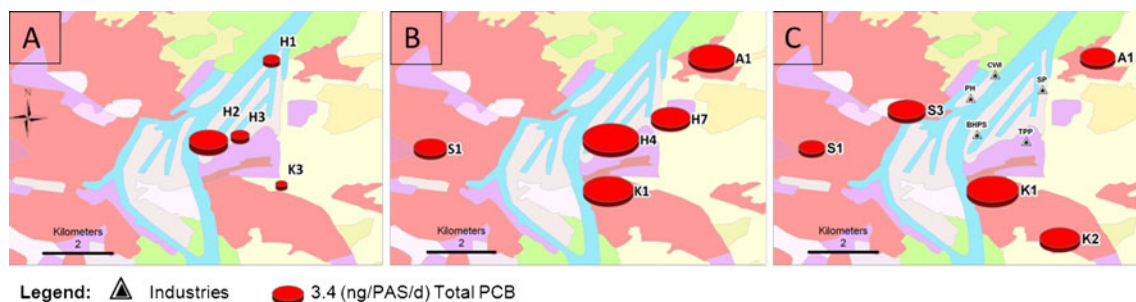 A
N
H1
H2
H3
K3
Kilometers
2
B
A1
H7
H4
S1
K1
Kilometers
2
C
A1
CWI
SP
PH
S3
BHPS
TPP
S1
K1
K2
Kilometers
2
Legend: Industries 3.4 (ng/PAS/d) Total PCB